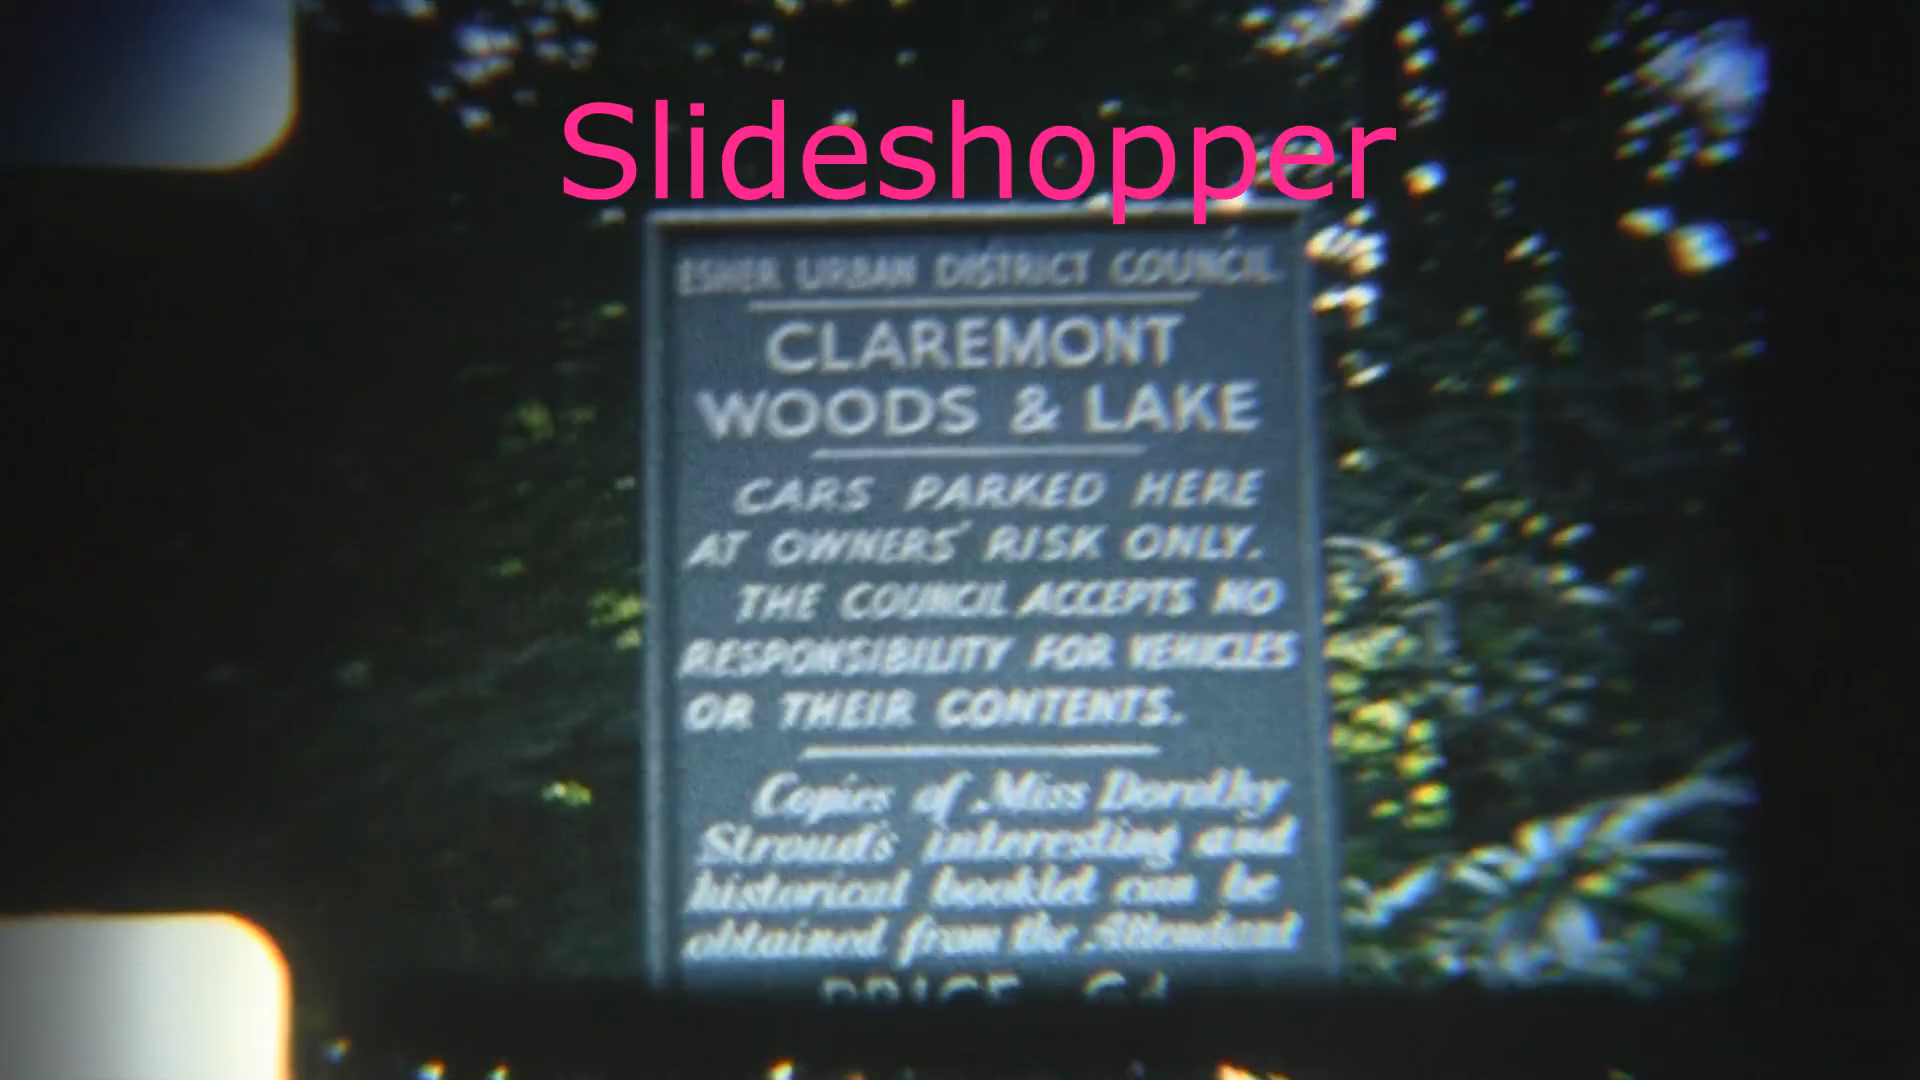 Slideshopper
ESHER URBAN DISTRICT COUNCIL
CLAREMONT
WOODS & LAKE
CARS PARKED HERE
AT OWNERS' RISK ONLY.
THE COUNCIL ACCEPTS NO
RESPONSIBILITY FOR VEHICLES
OR THEIR CONTENTS.
Copies of Miss Dorothy
Stroud's interesting and
historical booklet can be
obtained from the Attendant
PRICE 6d